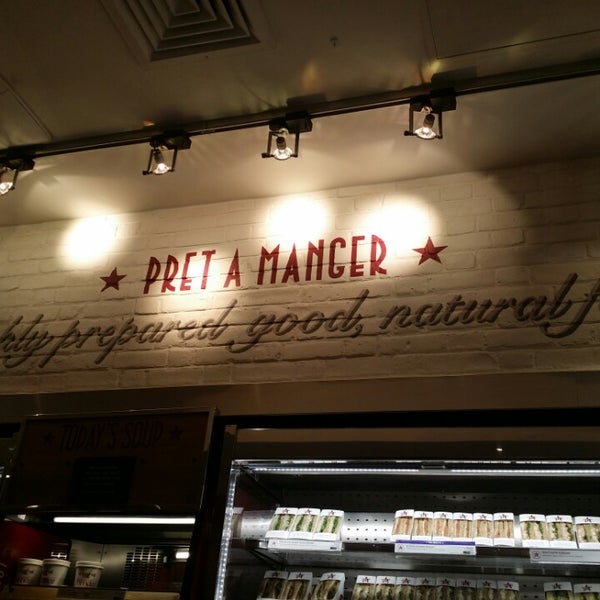 PRET A MANGER
prepared, good, natural
TODAY'S SOUP